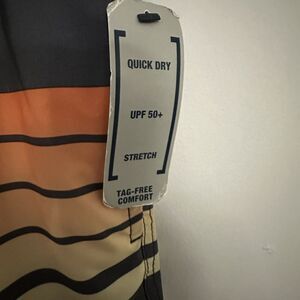 QUICK DRY
UPF 50+
STRETCH
TAG-FREE
COMFORT